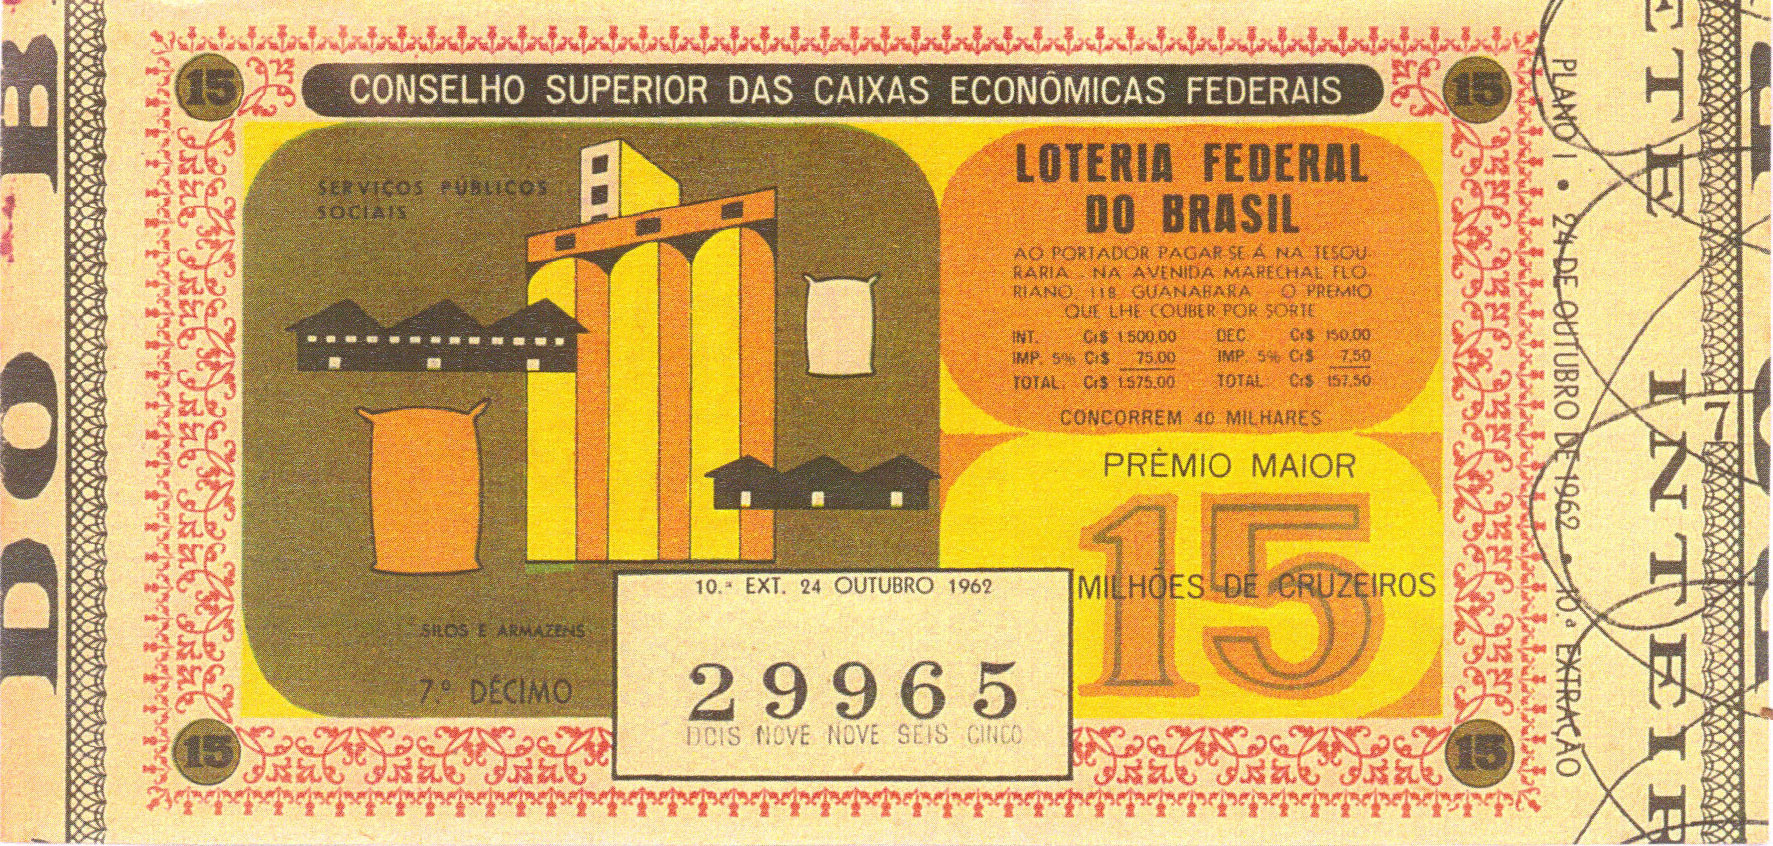 CONSELHO SUPERIOR DAS CAIXAS ECONÔMICAS FEDERAIS
15
15
SERVIÇOS PÚBLICOS
SOCIAIS
LOTERIA FEDERAL
DO BRASIL
AO PORTADOR PAGAR-SE-Á NA TESOU-
RARIA - NA AVENIDA MARECHAL FLO-
RIANO, 118 GUANABARA - O PREMIO
QUE LHE COUBER POR SORTE
INT. Cr$ 1.500,00 DEC. Cr$ 150,00
IMP. 5% Cr$ 75,00 IMP. 5% Cr$ 7,50
TOTAL: Cr$ 1.575,00 TOTAL: Cr$ 157,50
CONCORREM 40 MILHARES
PRÊMIO MAIOR
15
MILHÕES DE CRUZEIROS
SILOS E ARMAZENS
7.º DÉCIMO
10.ª EXT. 24 OUTUBRO 1962
29965
DOIS NOVE NOVE SEIS CINCO
15
15
PLANO I • 24 DE OUTUBRO DE 1962 • 10.ª EXTRAÇÃO
ETE INTEIR
7
DO B